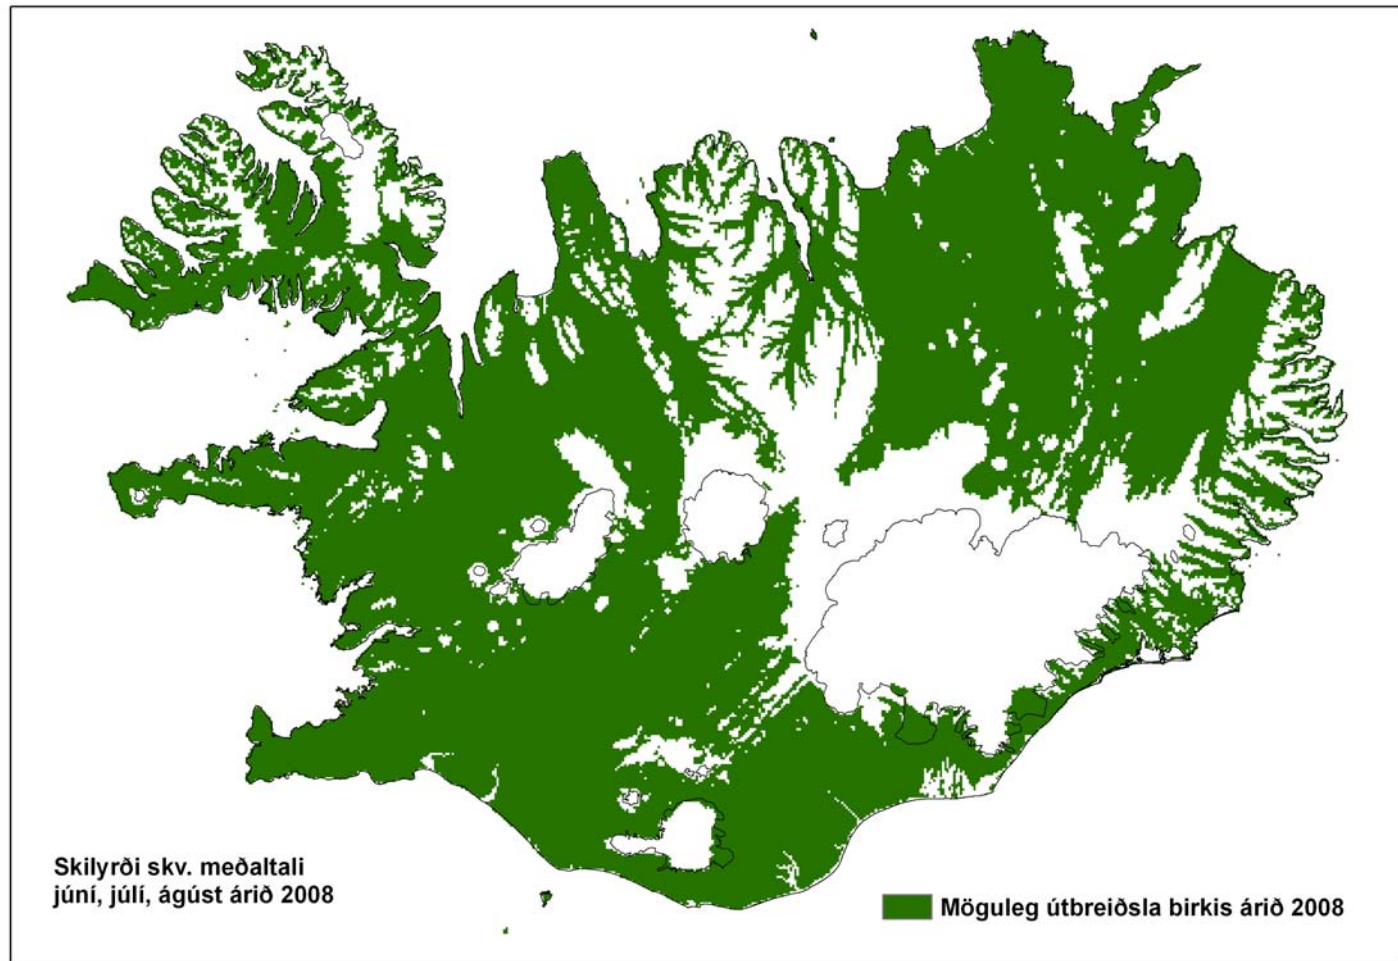 Skilyrði skv. meðaltali
júní, júlí, ágúst árið 2008
Möguleg útbreiðsla birkis árið 2008